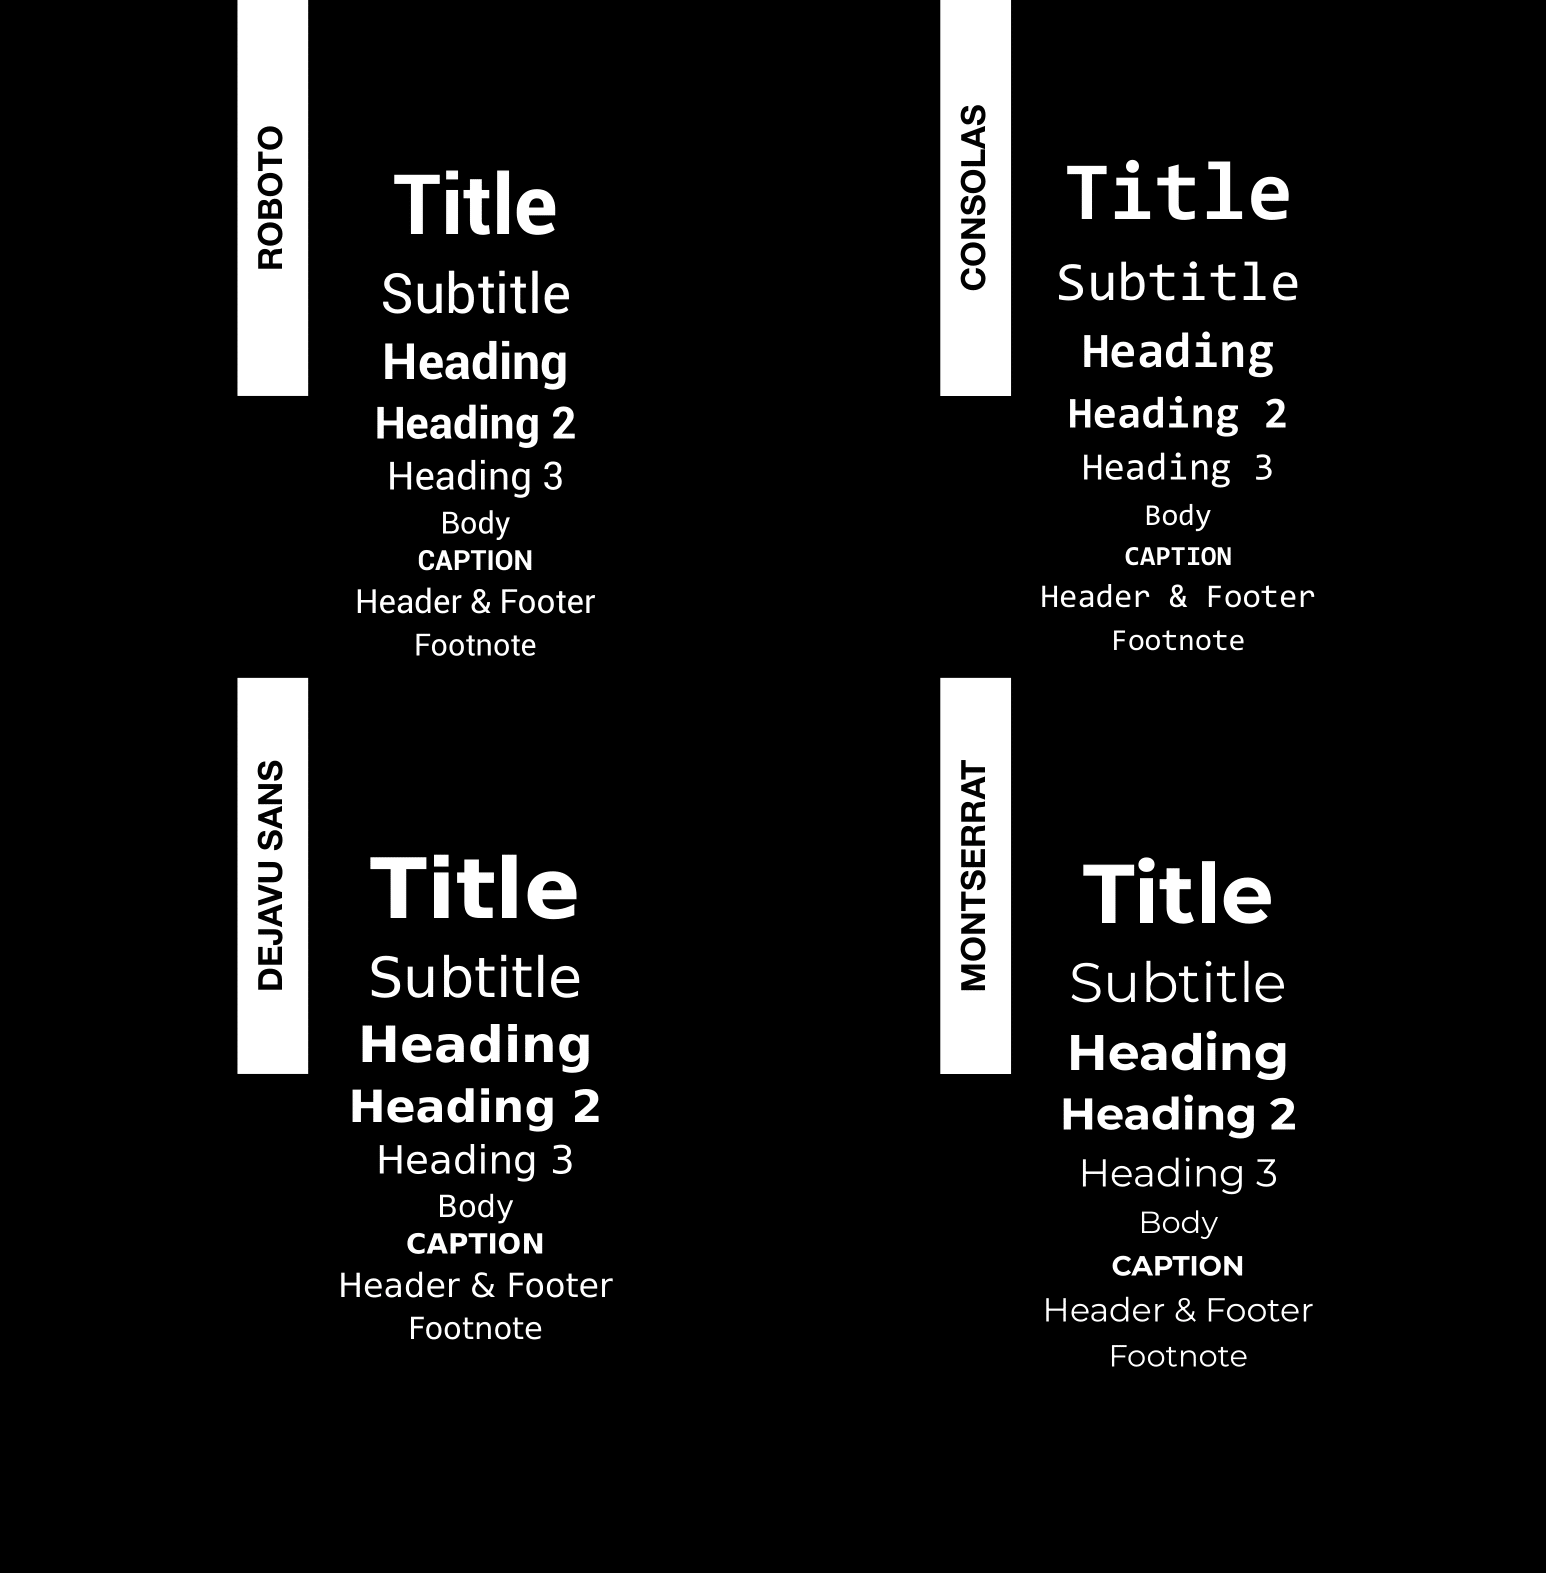 ROBOTO
Title
Subtitle
Heading
Heading 2
Heading 3
Body
CAPTION
Header & Footer
Footnote
CONSOLAS
Title
Subtitle
Heading
Heading 2
Heading 3
Body
CAPTION
Header & Footer
Footnote
DEJAVU SANS
Title
Subtitle
Heading
Heading 2
Heading 3
Body
CAPTION
Header & Footer
Footnote
MONTSERRAT
Title
Subtitle
Heading
Heading 2
Heading 3
Body
CAPTION
Header & Footer
Footnote